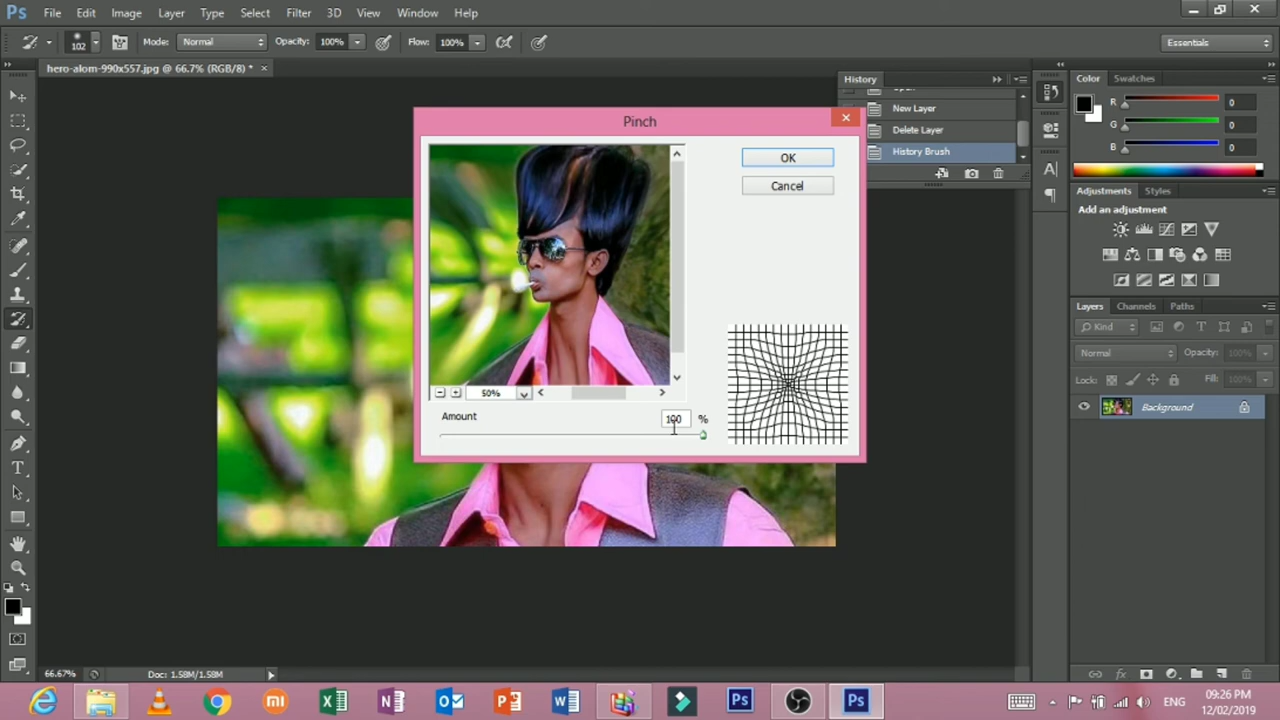 Ps File Edit Image Layer Type Select Filter 3D View Window Help
102 Mode: Normal Opacity: 100% Flow: 100% Essentials
hero-alom-990x557.jpg @ 66.7% (RGB/8) * ×
History
New Layer
Delete Layer
History Brush
Pinch
OK
Cancel
50%
Amount 100 %
Color Swatches
R 0
G 0
B 0
Adjustments Styles
Add an adjustment
Layers Channels Paths
Kind
Normal Opacity: 100%
Lock: Fill: 100%
Background
66.67% Doc: 1.58M/1.58M
ENG
09:26 PM
12/02/2019